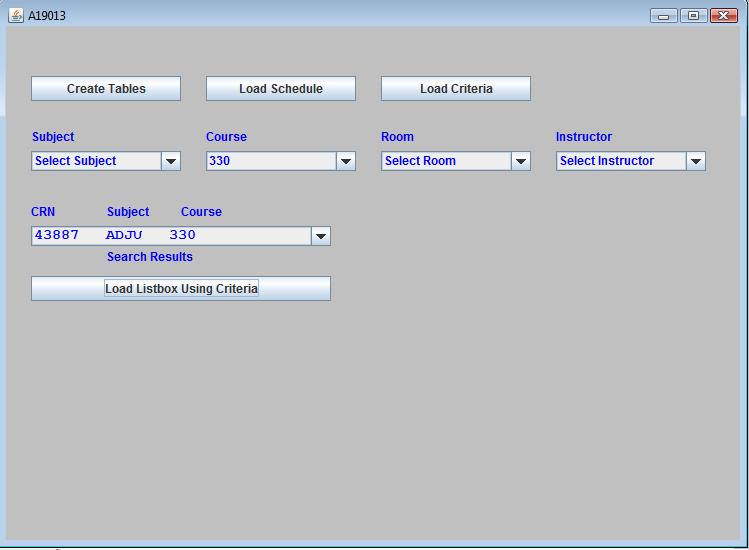 A19013
Create Tables Load Schedule Load Criteria
Subject Course Room Instructor
Select Subject 330 Select Room Select Instructor
CRN Subject Course
43887 ADJU 330
Search Results
Load Listbox Using Criteria